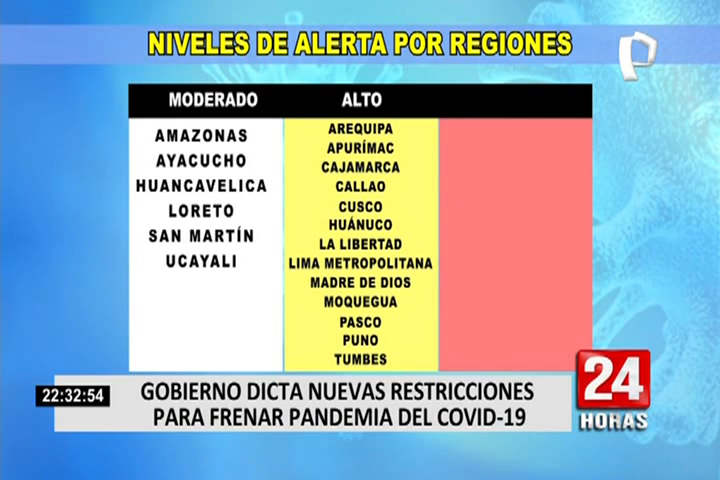 NIVELES DE ALERTA POR REGIONES
P
MODERADO
AMAZONAS
AYACUCHO
HUANCAVELICA
LORETO
SAN MARTÍN
UCAYALI
ALTO
AREQUIPA
APURÍMAC
CAJAMARCA
CALLAO
CUSCO
HUÁNUCO
LA LIBERTAD
LIMA METROPOLITANA
MADRE DE DIOS
MOQUEGUA
PASCO
PUNO
TUMBES
22:32:54
GOBIERNO DICTA NUEVAS RESTRICCIONES
PARA FRENAR PANDEMIA DEL COVID-19
24
HORAS